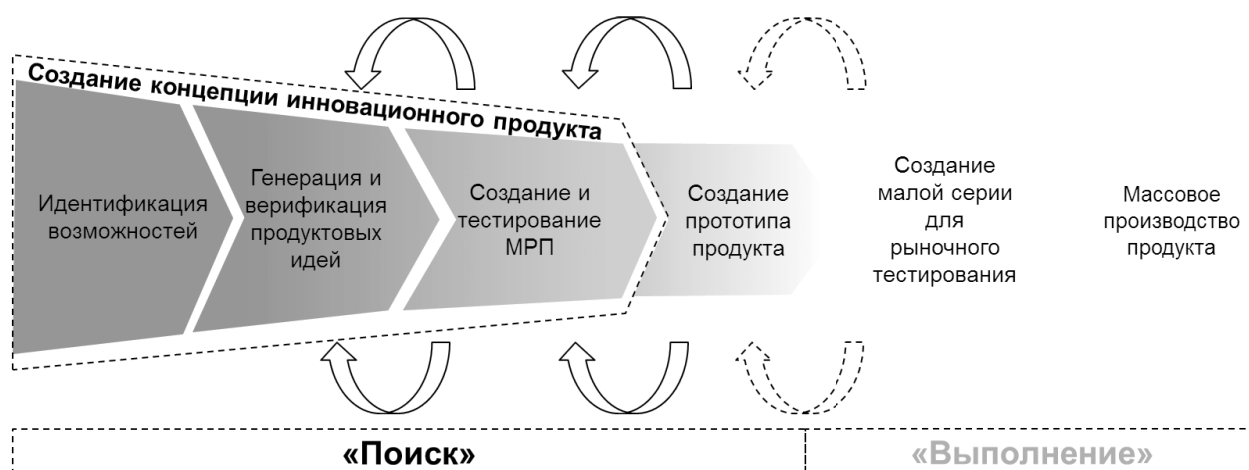 Создание концепции инновационного продукта
Идентификация
возможностей
Генерация и
верификация
продуктовых
идей
Создание и
тестирование
МРП
Создание
прототипа
продукта
Создание
малой серии
для
рыночного
тестирования
Массовое
производство
продукта
«Поиск»
«Выполнение»